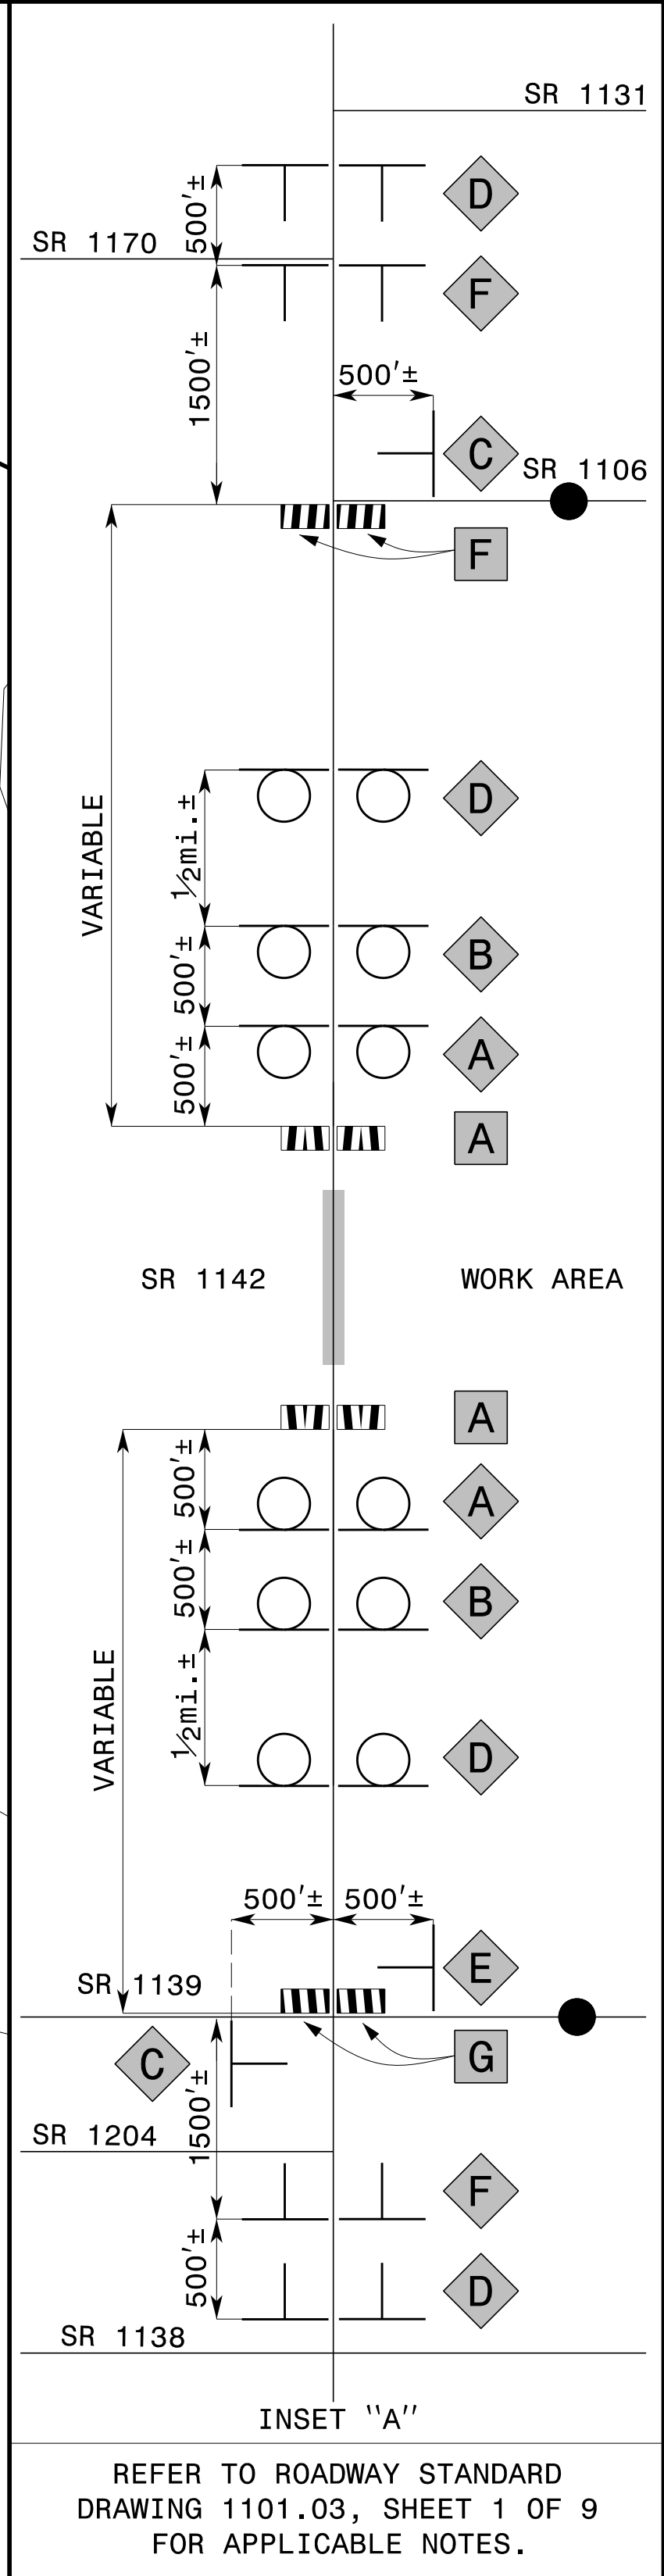 SR 1131
D
500'±
SR 1170
F
1500'±
500'±
C
SR 1106
F
VARIABLE
D
1/2mi.±
B
500'±
A
500'±
A
SR 1142 WORK AREA
A
500'±
A
500'±
B
VARIABLE
1/2mi.±
D
500'± 500'±
E
SR 1139
C
G
1500'±
SR 1204
F
500'±
D
SR 1138
INSET "A"
REFER TO ROADWAY STANDARD
DRAWING 1101.03, SHEET 1 OF 9
FOR APPLICABLE NOTES.